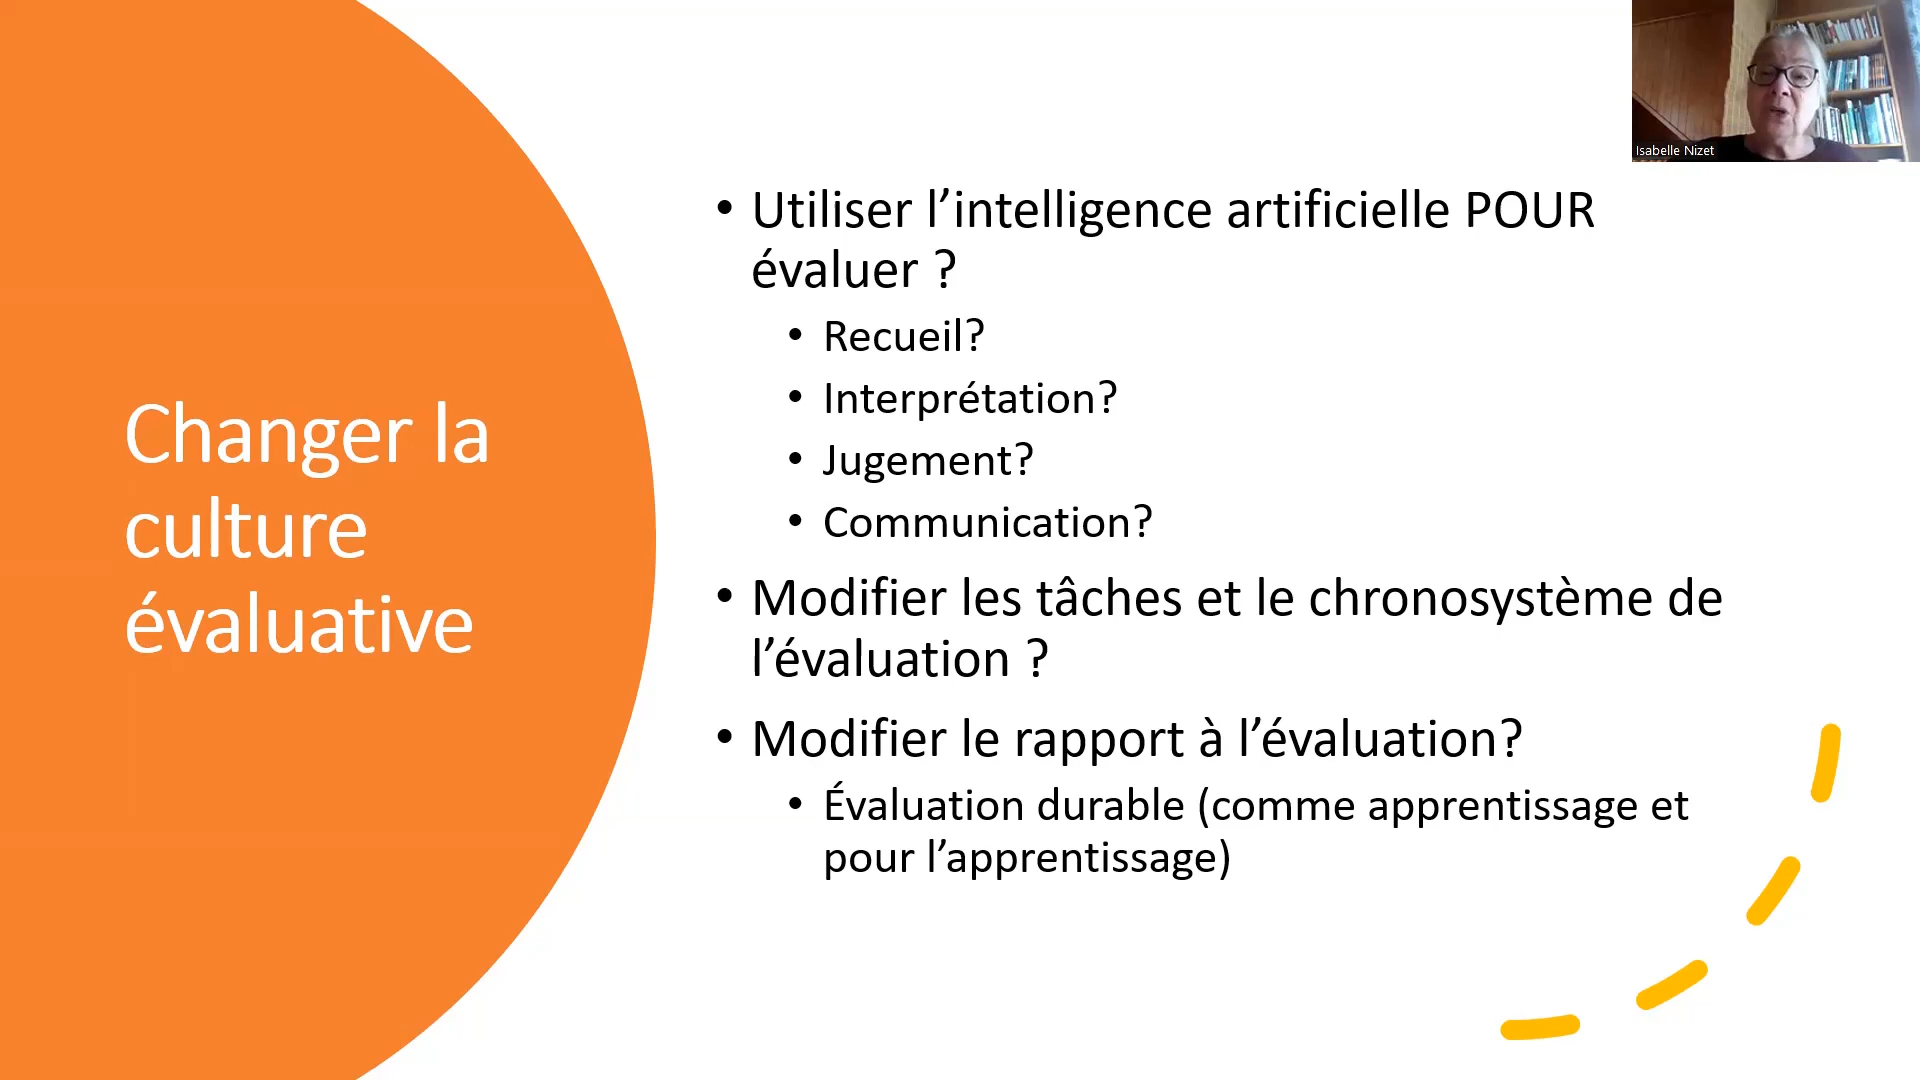 Isabelle Nizet
Changer la
culture
évaluative
• Utiliser l’intelligence artificielle POUR
évaluer ?
• Recueil?
• Interprétation?
• Jugement?
• Communication?
• Modifier les tâches et le chronosystème de
l’évaluation ?
• Modifier le rapport à l’évaluation?
• Évaluation durable (comme apprentissage et
pour l’apprentissage)